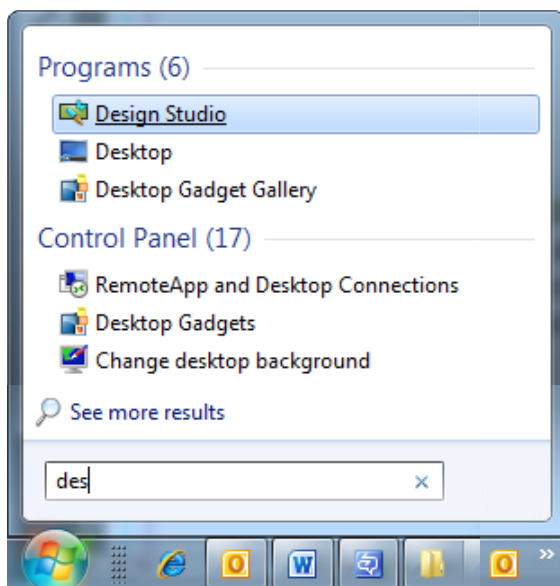 Programs (6)
Design Studio
Desktop
Desktop Gadget Gallery
Control Panel (17)
RemoteApp and Desktop Connections
Desktop Gadgets
Change desktop background
See more results
des